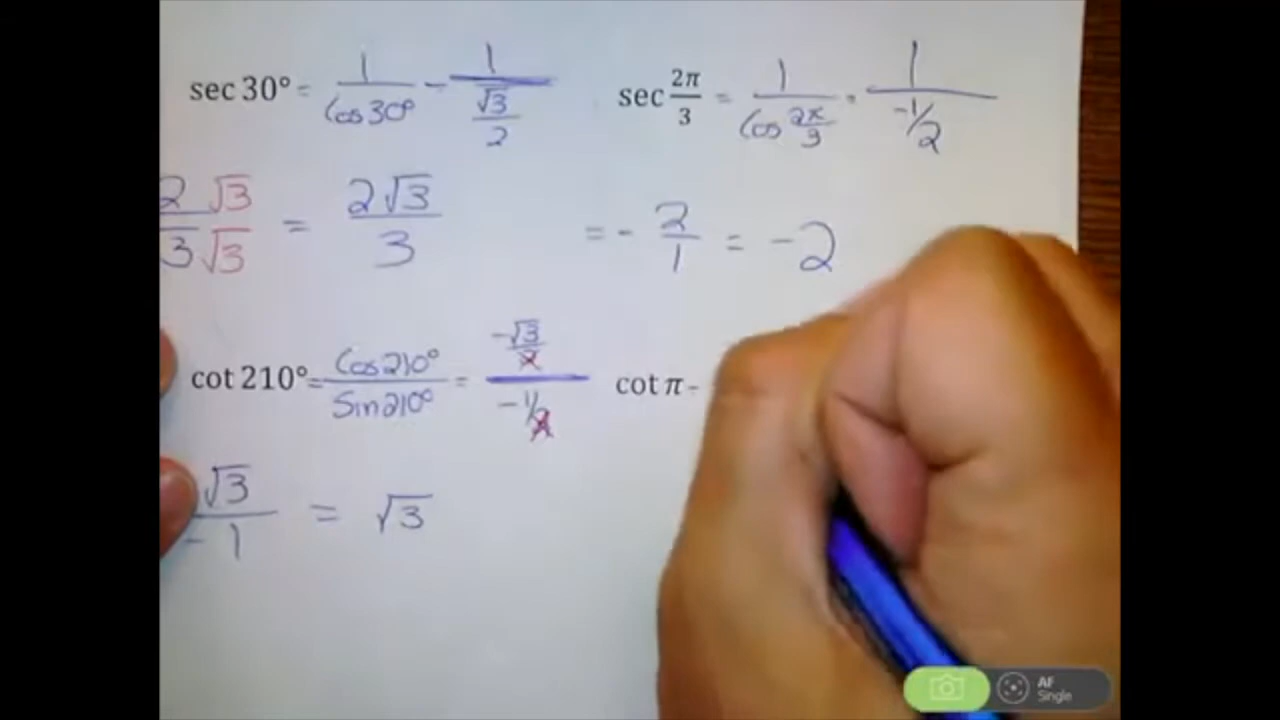 sec 30° = 1/cos 30° = 1/(√3/2)
2√3/3√3 = 2√3/3
sec 2π/3 = 1/cos 2π/3 = 1/(-1/2)
= - 2/1 = -2
cot 210° = cos 210°/sin 210° = (-√3/2)/(-1/2)
√3/-1 = √3
cot π =
AF
Single